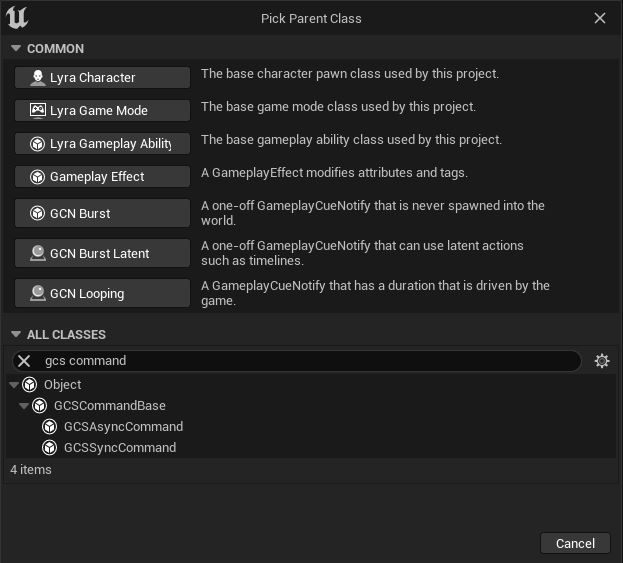 Pick Parent Class
COMMON
Lyra Character
The base character pawn class used by this project.
Lyra Game Mode
The base game mode class used by this project.
Lyra Gameplay Ability
The base gameplay ability class used by this project.
Gameplay Effect
A GameplayEffect modifies attributes and tags.
GCN Burst
A one-off GameplayCueNotify that is never spawned into the
world.
GCN Burst Latent
A one-off GameplayCueNotify that can use latent actions
such as timelines.
GCN Looping
A GameplayCueNotify that has a duration that is driven by the
game.
ALL CLASSES
gcs command
Object
GCSCommandBase
GCSAsyncCommand
GCSSyncCommand
4 items
Cancel